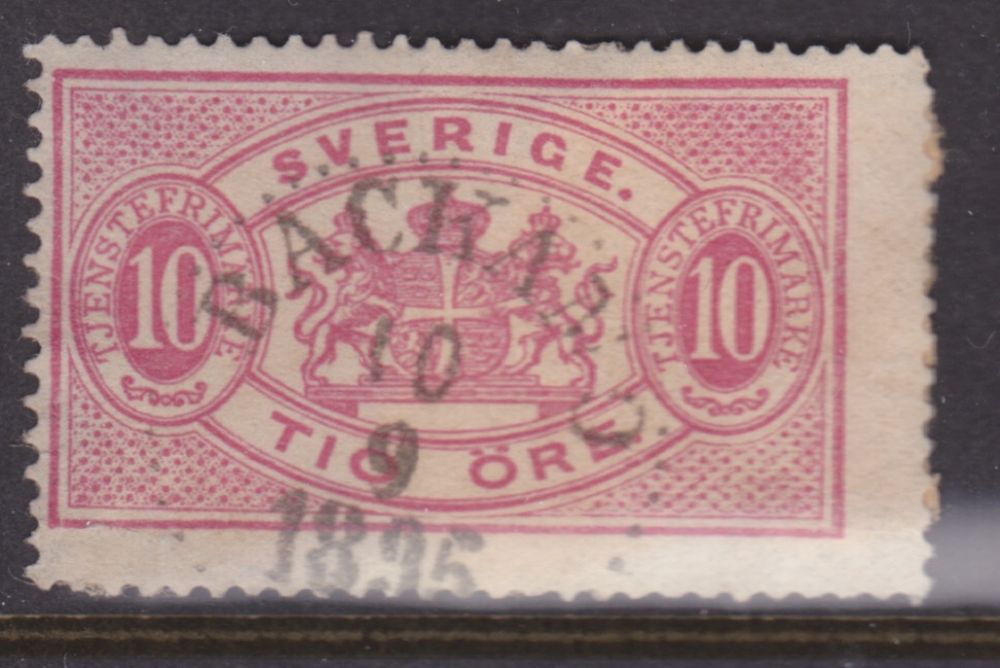 SVERIGE.
TJENSTEFRIMARKE
10
TJENSTEFRIMARKE
10
TIO ÖRE.
10
9
1895